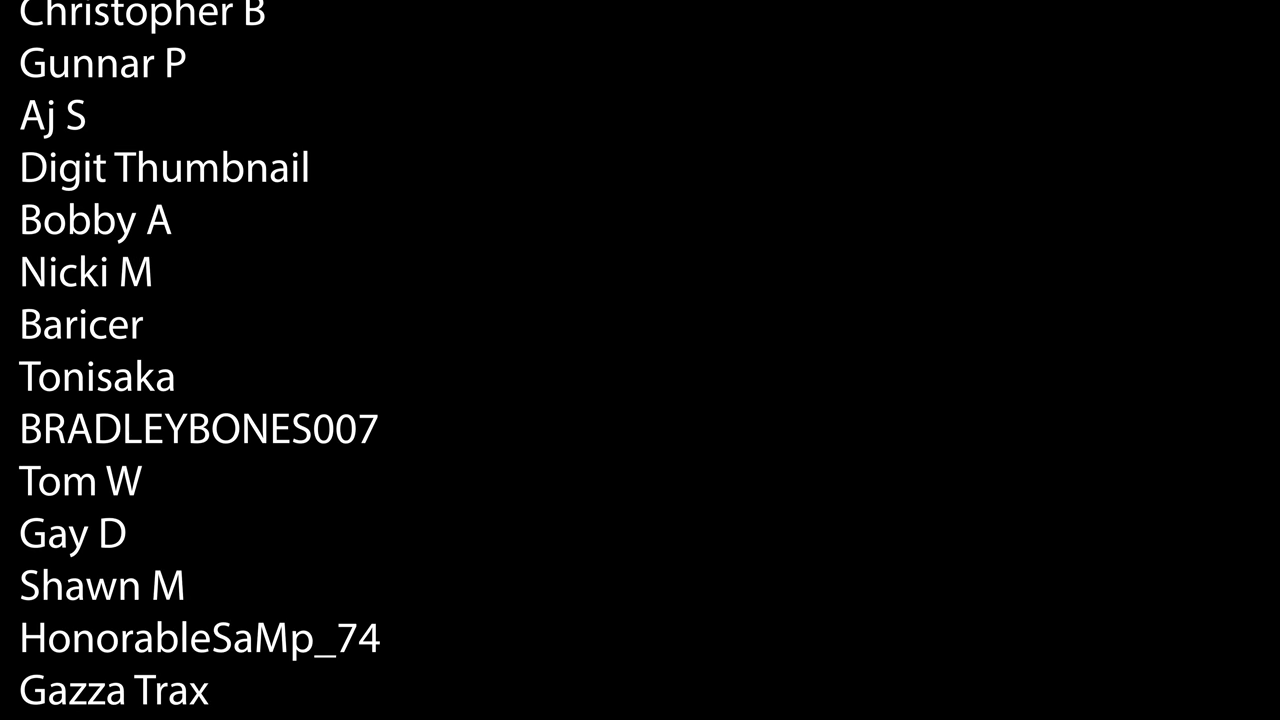 Christopher B
Gunnar P
Aj S
Digit Thumbnail
Bobby A
Nicki M
Baricer
Tonisaka
BRADLEYBONES007
Tom W
Gay D
Shawn M
HonorableSaMp_74
Gazza Trax